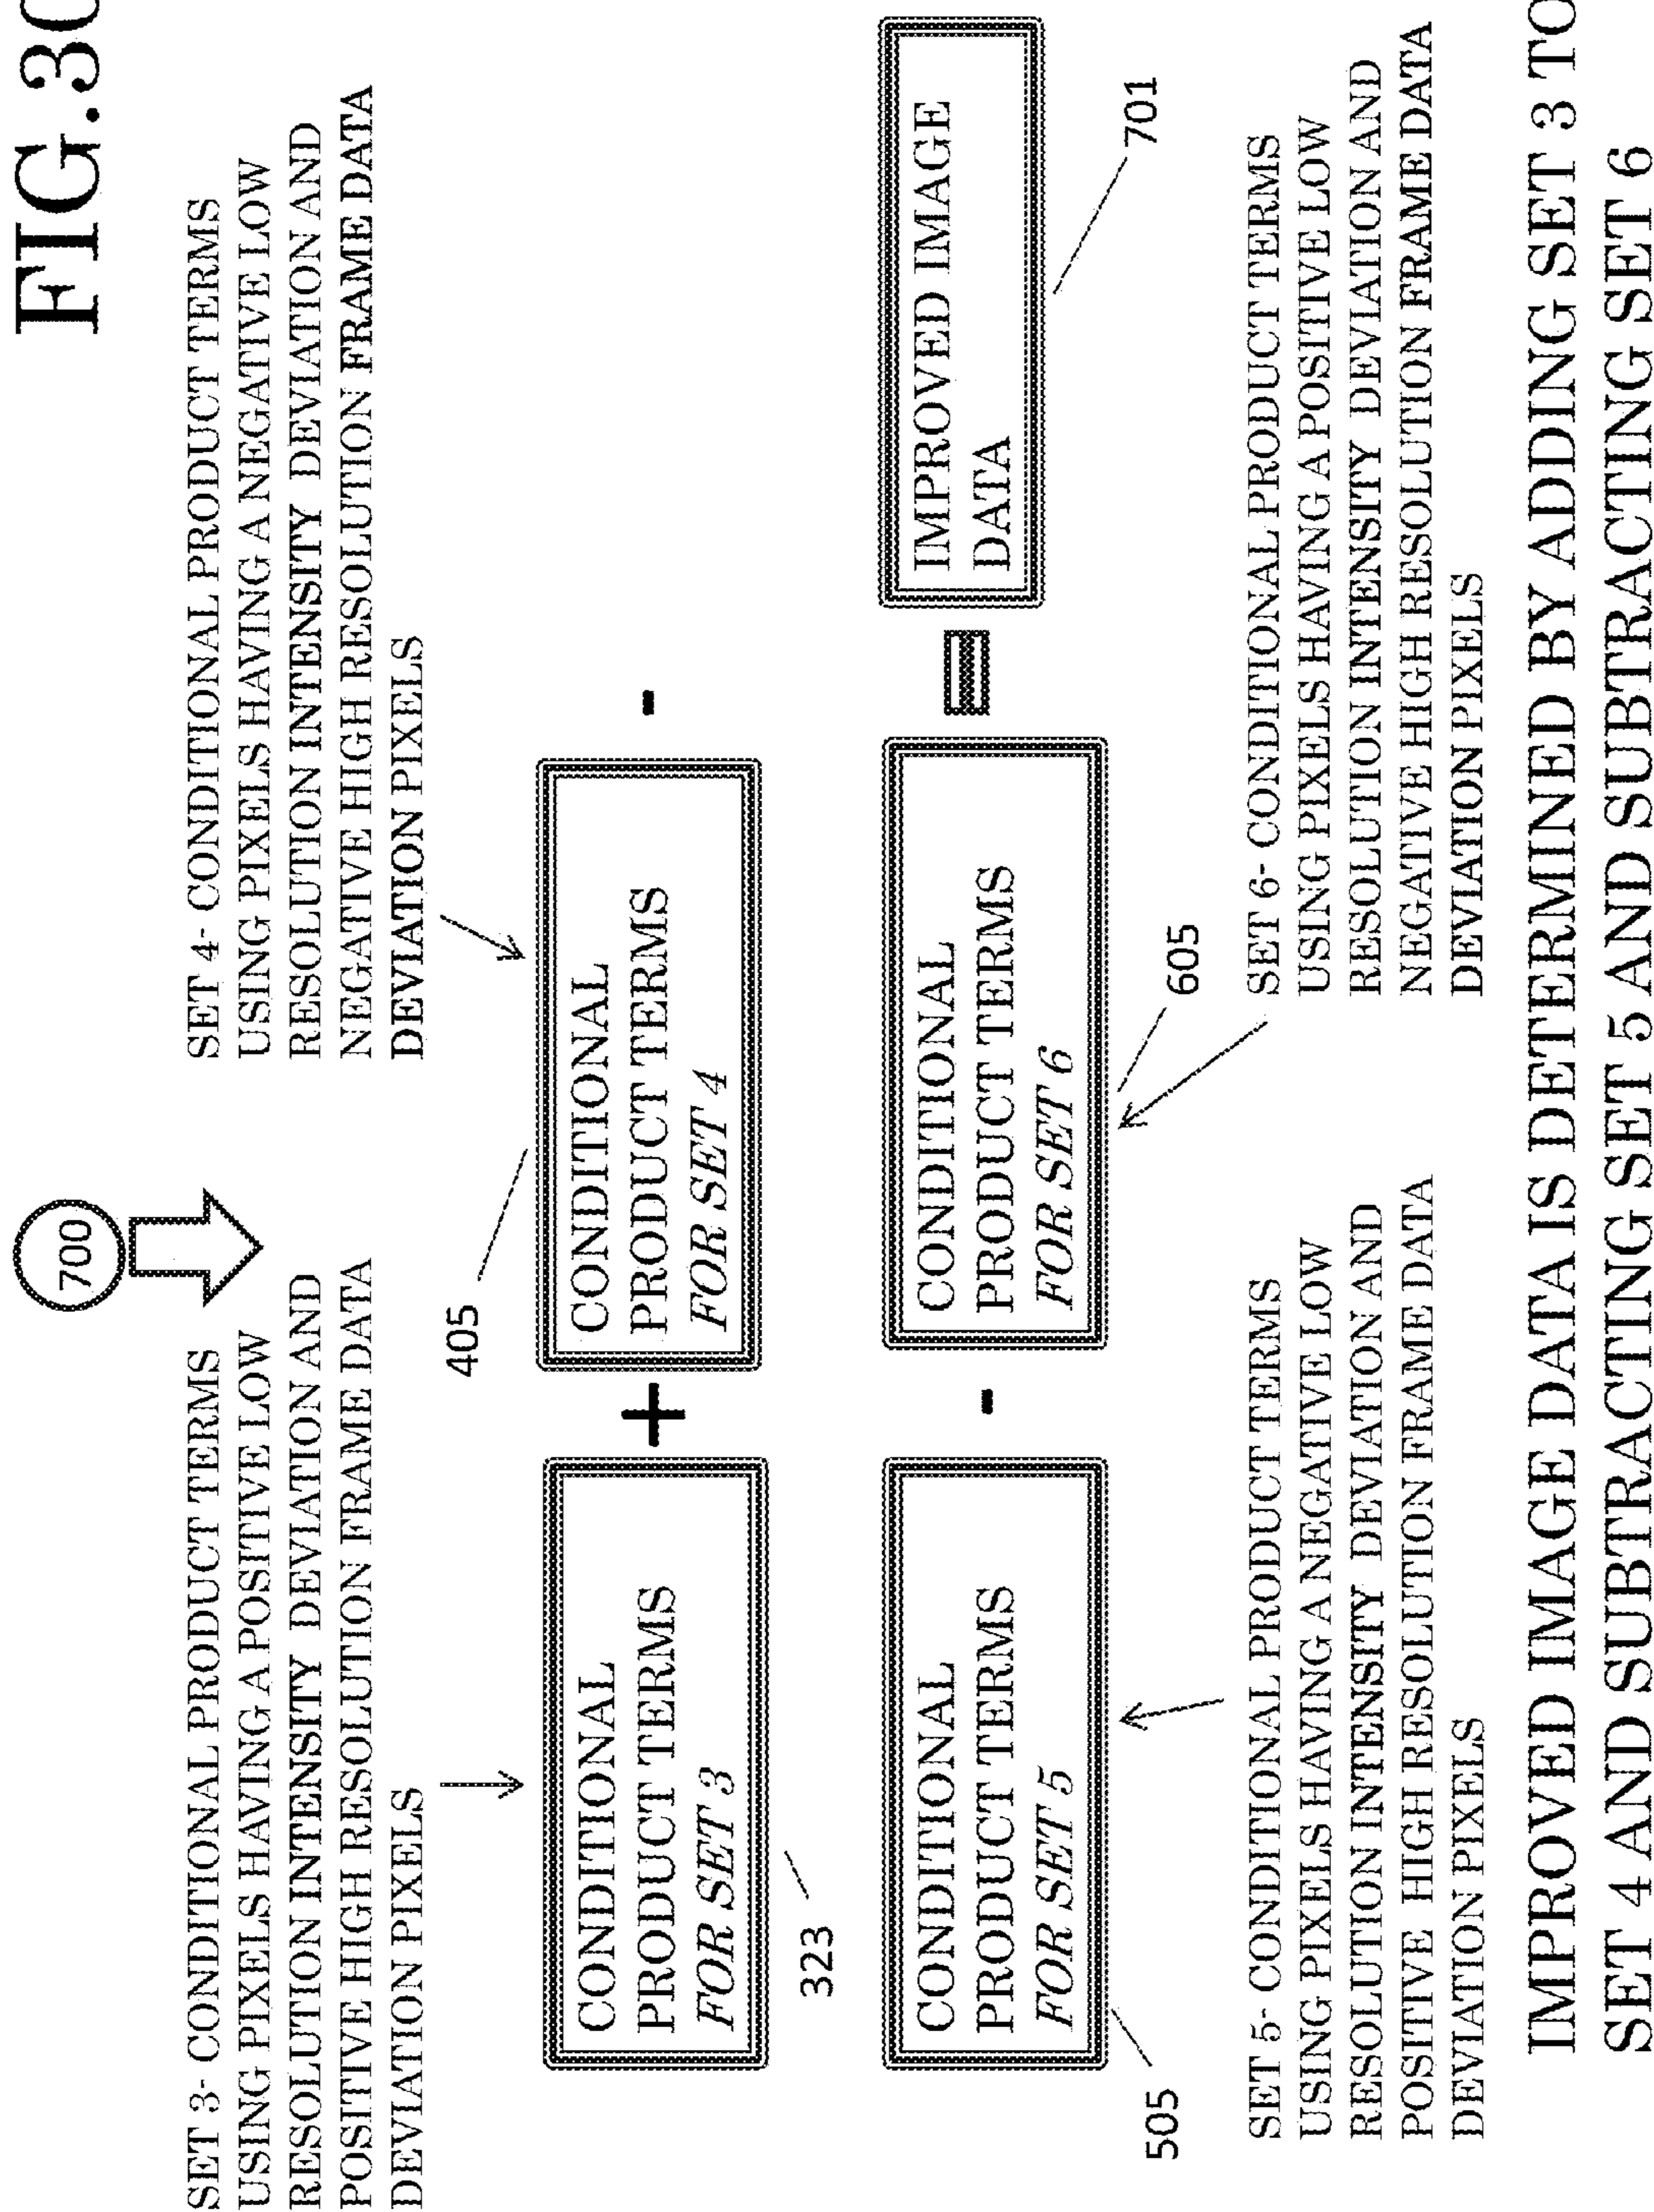 FIG.30
700
SET 3- CONDITIONAL PRODUCT TERMS
USING PIXELS HAVING A POSITIVE LOW
RESOLUTION INTENSITY DEVIATION AND
POSITIVE HIGH RESOLUTION FRAME DATA
DEVIATION PIXELS
SET 4- CONDITIONAL PRODUCT TERMS
USING PIXELS HAVING A NEGATIVE LOW
RESOLUTION INTENSITY DEVIATION AND
NEGATIVE HIGH RESOLUTION FRAME DATA
DEVIATION PIXELS
405
CONDITIONAL
PRODUCT TERMS
FOR SET 3
+
CONDITIONAL
PRODUCT TERMS
FOR SET 4
-
323
CONDITIONAL
PRODUCT TERMS
FOR SET 5
-
CONDITIONAL
PRODUCT TERMS
FOR SET 6
=
IMPROVED IMAGE
DATA
505
605
701
SET 5- CONDITIONAL PRODUCT TERMS
USING PIXELS HAVING A NEGATIVE LOW
RESOLUTION INTENSITY DEVIATION AND
POSITIVE HIGH RESOLUTION FRAME DATA
DEVIATION PIXELS
SET 6- CONDITIONAL PRODUCT TERMS
USING PIXELS HAVING A POSITIVE LOW
RESOLUTION INTENSITY DEVIATION AND
NEGATIVE HIGH RESOLUTION FRAME DATA
DEVIATION PIXELS
IMPROVED IMAGE DATA IS DETERMINED BY ADDING SET 3 TO
SET 4 AND SUBTRACTING SET 5 AND SUBTRACTING SET 6